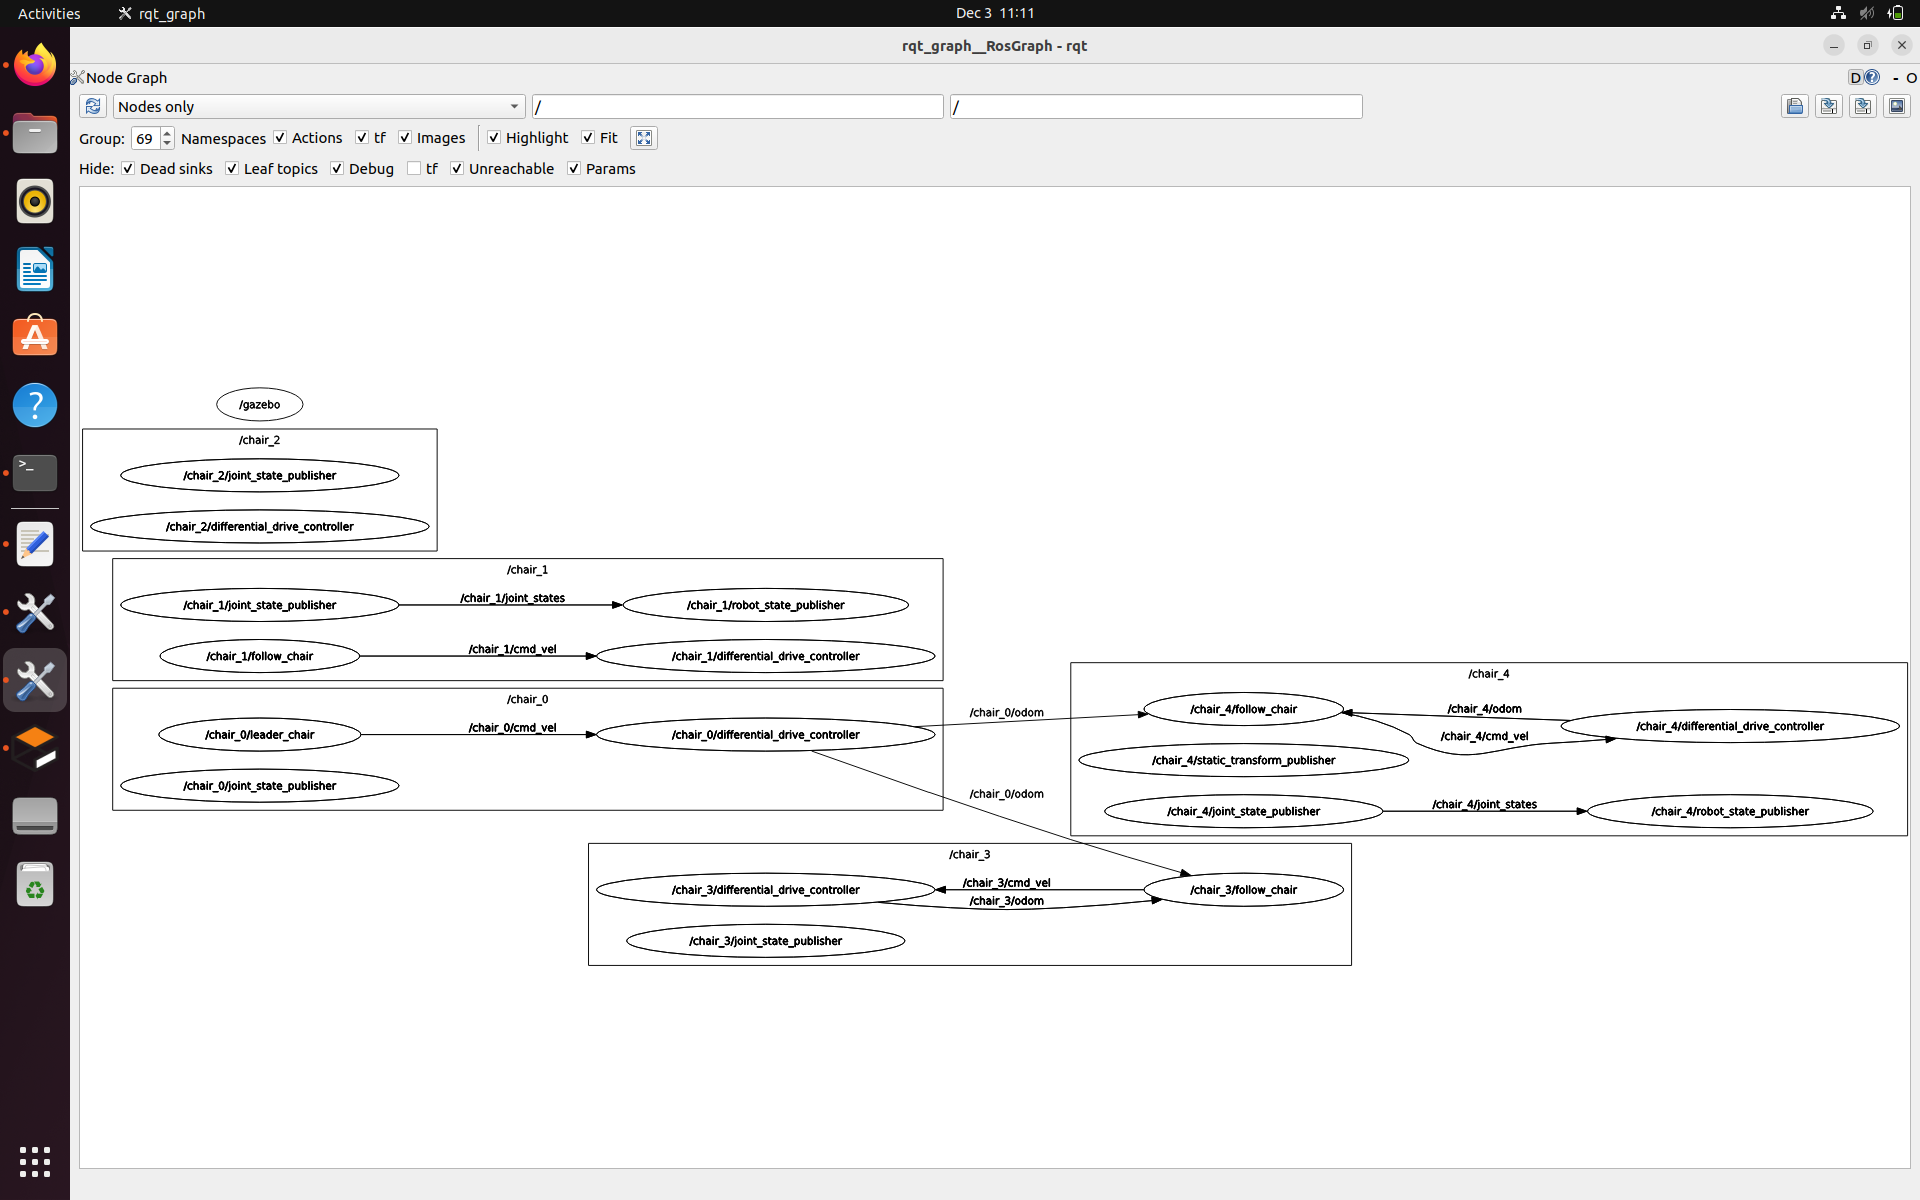 Activities
rqt_graph
Dec 3 11:11
rqt_graph__RosGraph - rqt
Node Graph
D
?
- O
Nodes only
/
/
Group: 69 Namespaces Actions tf Images Highlight Fit
Hide: Dead sinks Leaf topics Debug tf Unreachable Params
/gazebo
/chair_2
/chair_2/joint_state_publisher
/chair_2/differential_drive_controller
/chair_1
/chair_1/joint_state_publisher
/chair_1/joint_states
/chair_1/robot_state_publisher
/chair_1/follow_chair
/chair_1/cmd_vel
/chair_1/differential_drive_controller
/chair_0
/chair_0/leader_chair
/chair_0/cmd_vel
/chair_0/differential_drive_controller
/chair_0/joint_state_publisher
/chair_0/odom
/chair_0/odom
/chair_4
/chair_4/follow_chair
/chair_4/odom
/chair_4/cmd_vel
/chair_4/differential_drive_controller
/chair_4/static_transform_publisher
/chair_4/joint_state_publisher
/chair_4/joint_states
/chair_4/robot_state_publisher
/chair_3
/chair_3/differential_drive_controller
/chair_3/cmd_vel
/chair_3/odom
/chair_3/follow_chair
/chair_3/joint_state_publisher